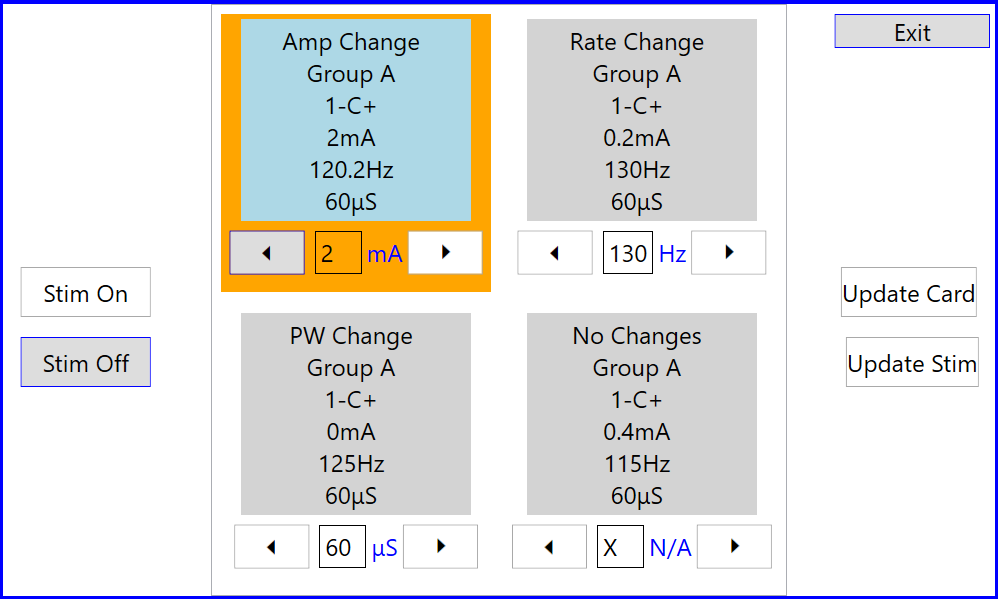 Amp Change
Group A
1-C+
2mA
120.2Hz
60µS
2 mA
Rate Change
Group A
1-C+
0.2mA
130Hz
60µS
130 Hz
Exit
Stim On
Stim Off
PW Change
Group A
1-C+
0mA
125Hz
60µS
60 µS
No Changes
Group A
1-C+
0.4mA
115Hz
60µS
X N/A
Update Card
Update Stim